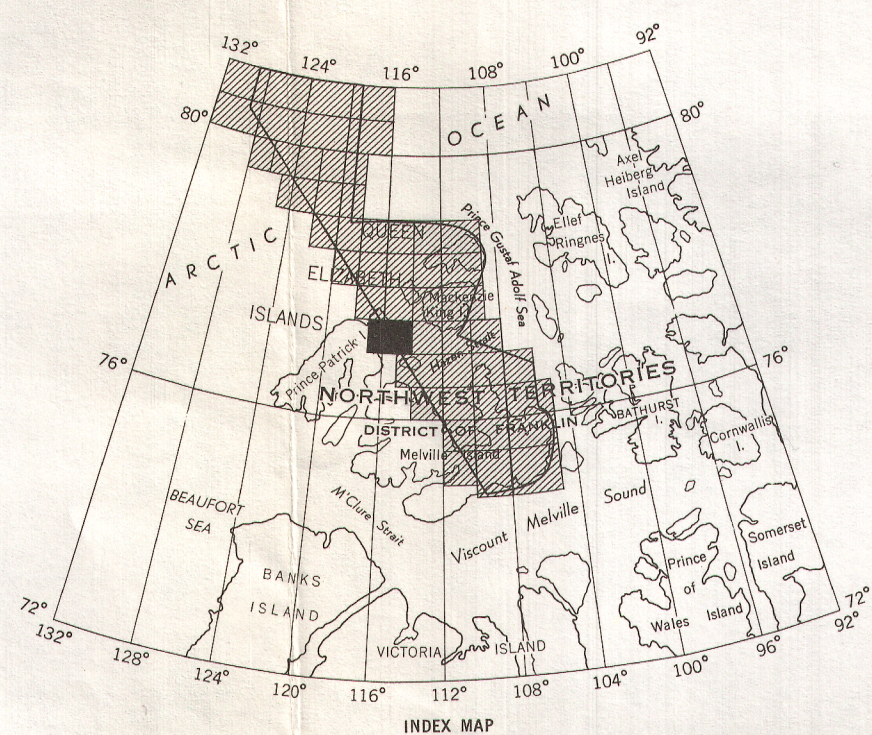 132°
124°
116°
108°
100°
92°
80°
80°
OCEAN
Axel
Heiberg
Island
Ellef
Ringnes
I.
Prince Gustaf Adolf Sea
QUEEN
ARCTIC
ELIZABETH
Mackenzie
King I.
ISLANDS
Prince Patrick I.
76°
76°
NORTHWEST TERRITORIES
DISTRICT OF FRANKLIN
BATHURST
I.
Cornwallis
I.
Melville Island
BEAUFORT
SEA
M'Clure Strait
Viscount Melville Sound
Somerset
Island
BANKS
ISLAND
Prince
of
Wales Island
VICTORIA ISLAND
72°
132°
128°
124°
120°
116°
112°
108°
104°
100°
96°
72°
92°
INDEX MAP